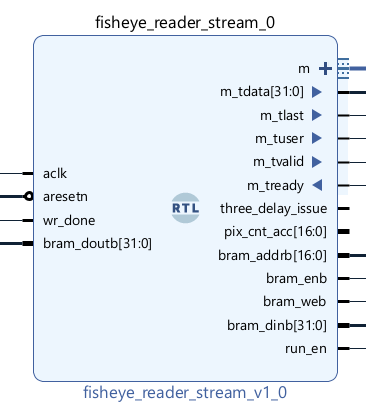 fisheye_reader_stream_0
m
m_tdata[31:0]
m_tlast
m_tuser
m_tvalid
m_tready
aclk
aresetn
wr_done
bram_doutb[31:0]
RTL
three_delay_issue
pix_cnt_acc[16:0]
bram_addrb[16:0]
bram_enb
bram_web
bram_dinb[31:0]
run_en
fisheye_reader_stream_v1_0